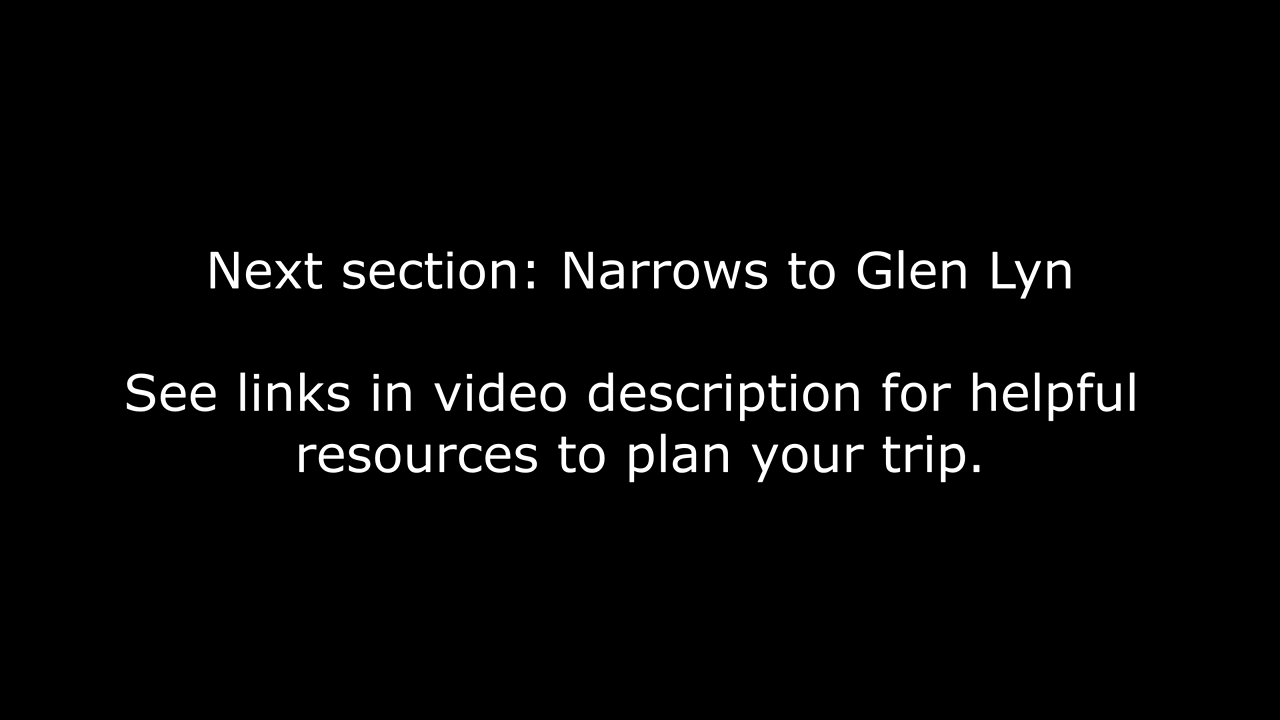 Next section: Narrows to Glen Lyn
See links in video description for helpful
resources to plan your trip.